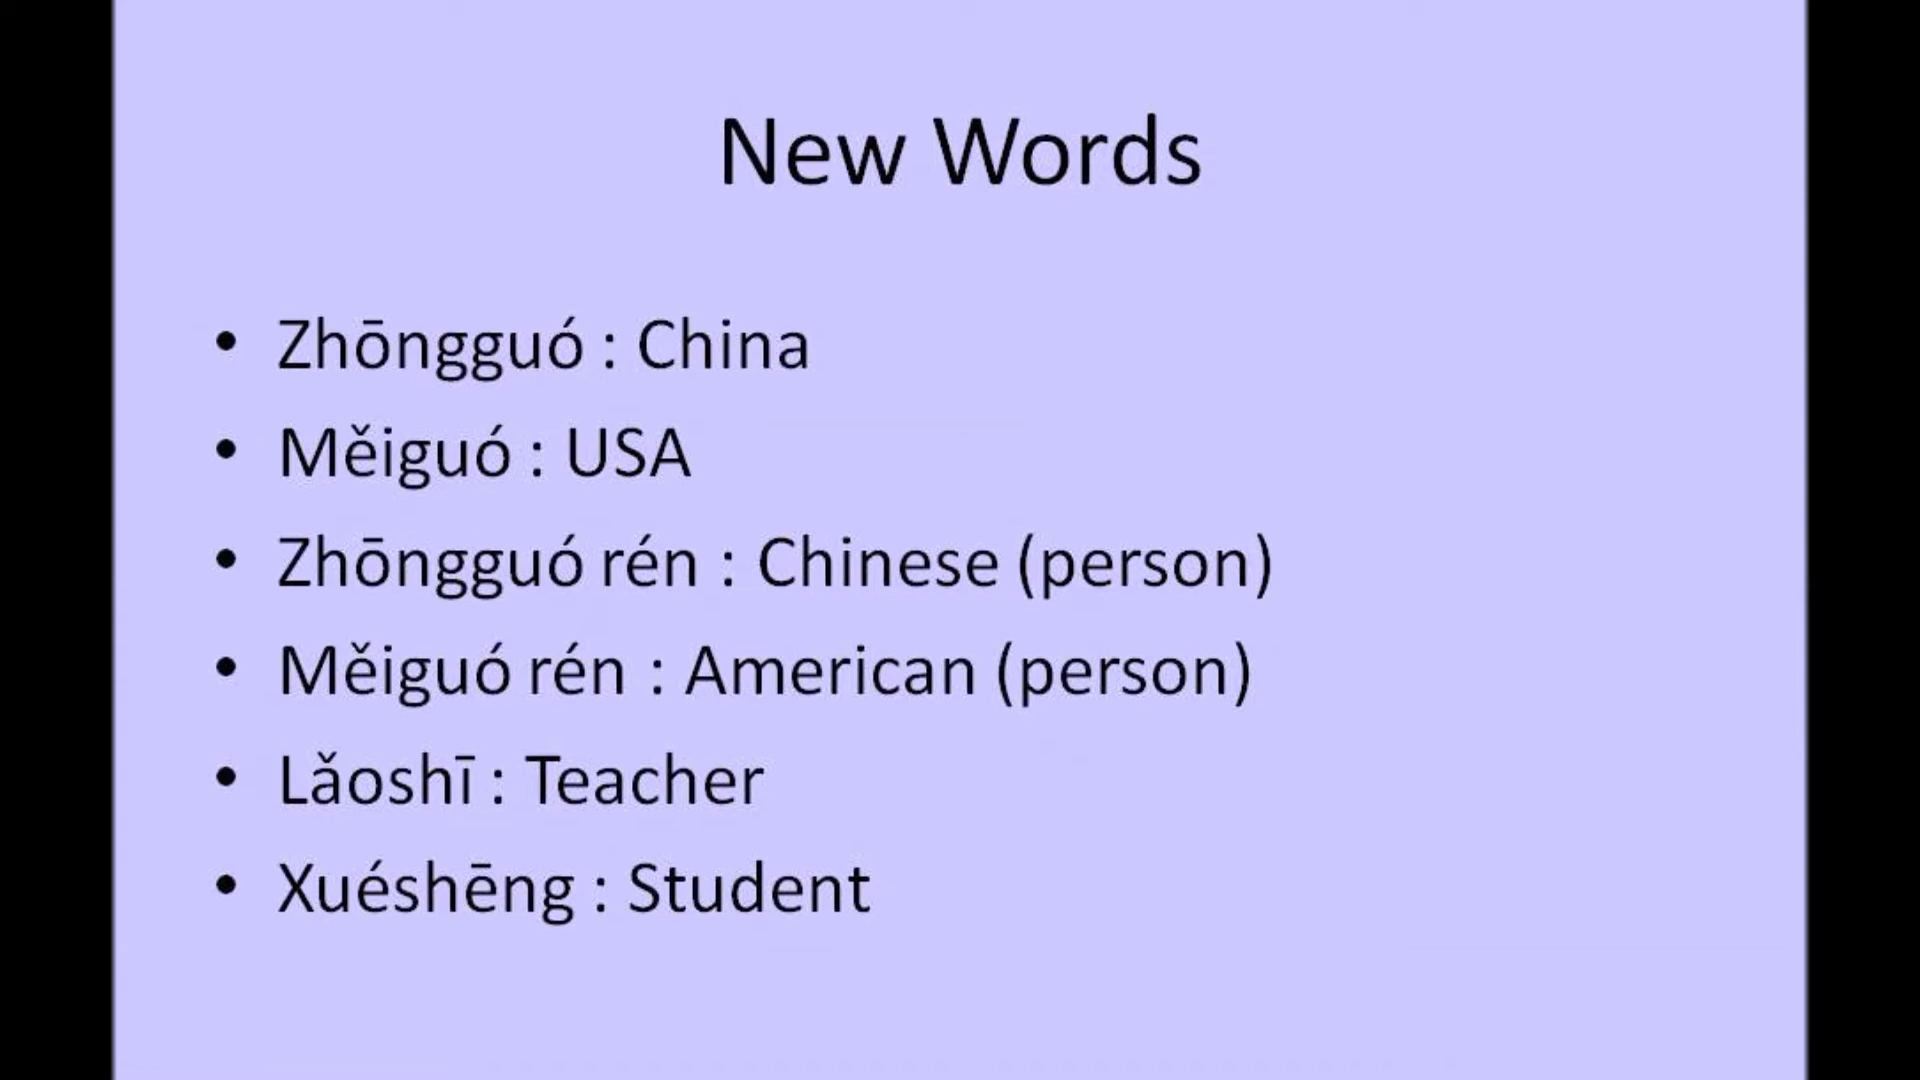 New Words
• Zhōngguó : China
• Měiguó : USA
• Zhōngguó rén : Chinese (person)
• Měiguó rén : American (person)
• Lǎoshī : Teacher
• Xuéshēng : Student